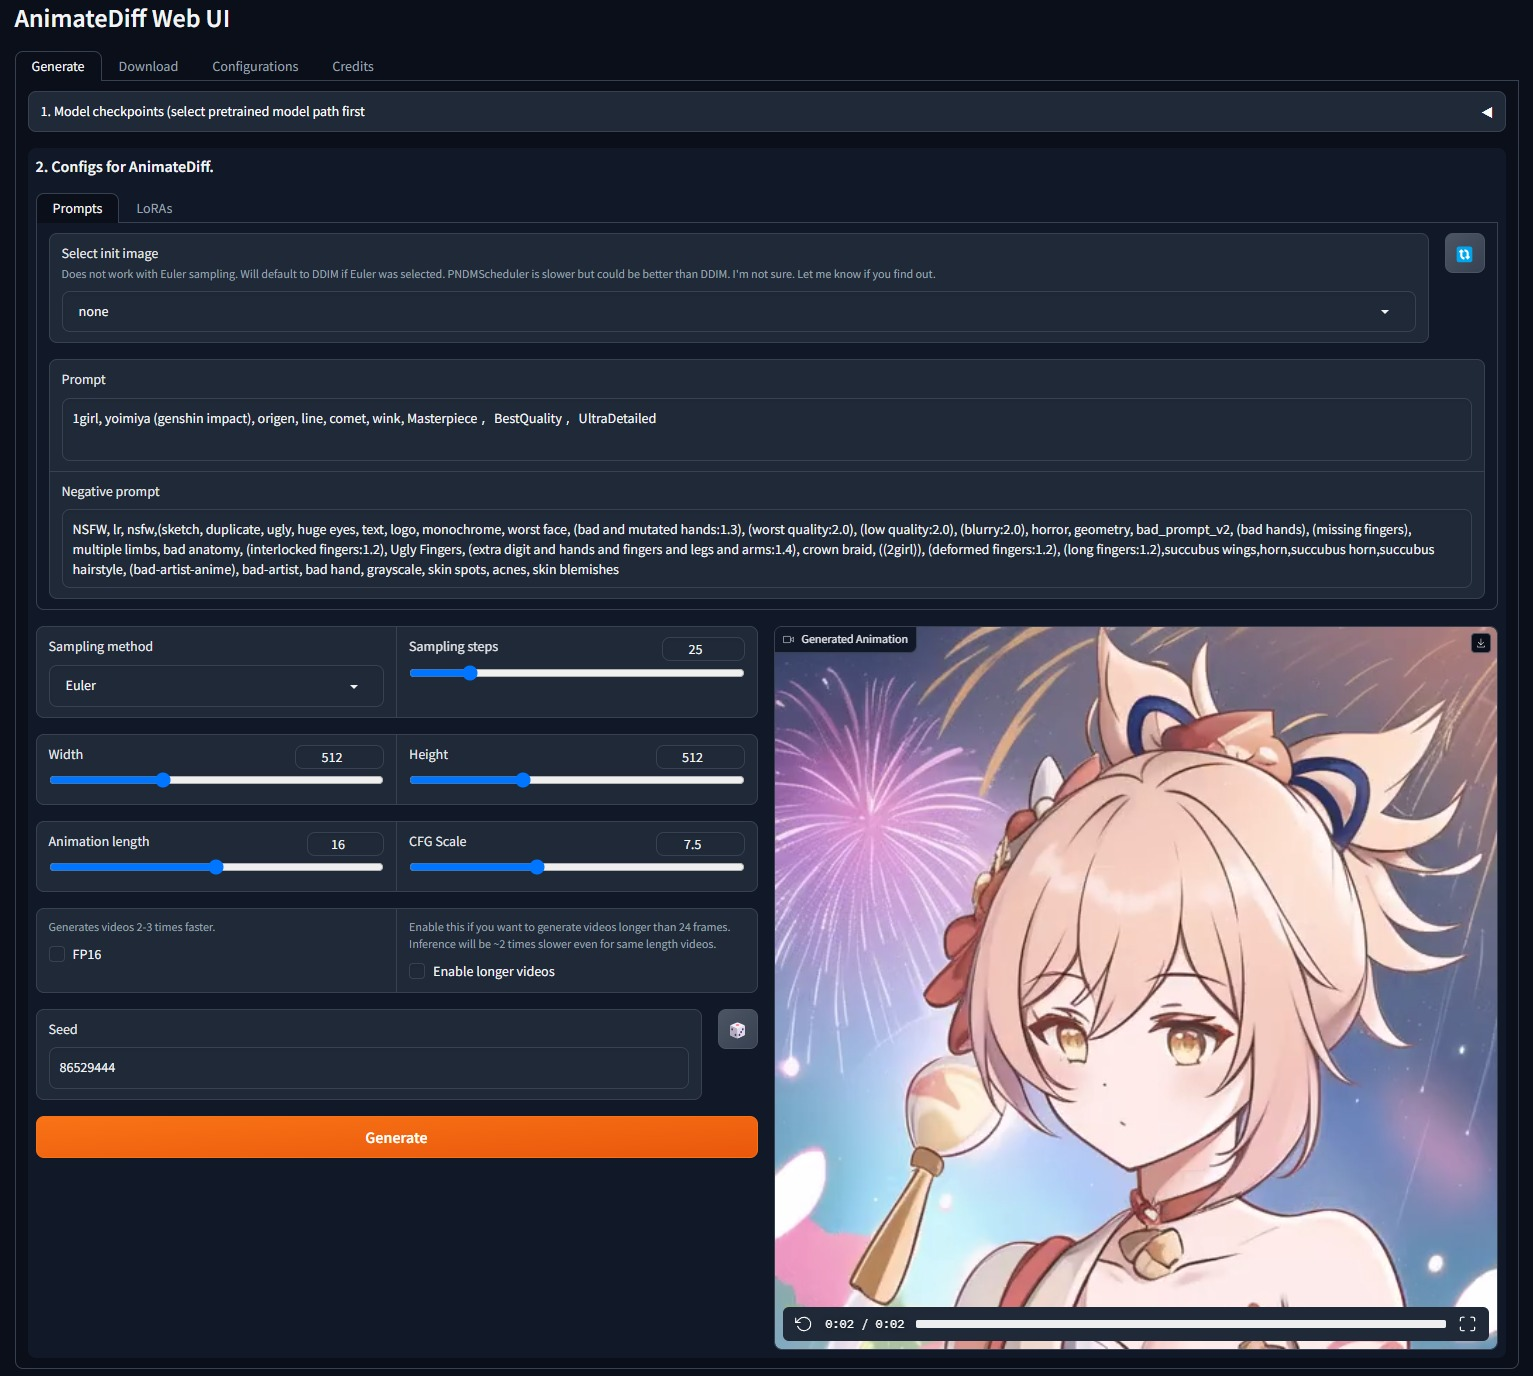 AnimateDiff Web UI
Generate Download Configurations Credits
1. Model checkpoints (select pretrained model path first
2. Configs for AnimateDiff.
Prompts LoRAs
Select init image
Does not work with Euler sampling. Will default to DDIM if Euler was selected. PNDMScheduler is slower but could be better than DDIM. I'm not sure. Let me know if you find out.
none
Prompt
1girl, yoimiya (genshin impact), origen, line, comet, wink, Masterpiece ， BestQuality ， UltraDetailed
Negative prompt
NSFW, lr, nsfw,(sketch, duplicate, ugly, huge eyes, text, logo, monochrome, worst face, (bad and mutated hands:1.3), (worst quality:2.0), (low quality:2.0), (blurry:2.0), horror, geometry, bad_prompt_v2, (bad hands), (missing fingers),
multiple limbs, bad anatomy, (interlocked fingers:1.2), Ugly Fingers, (extra digit and hands and fingers and legs and arms:1.4), crown braid, ((2girl)), (deformed fingers:1.2), (long fingers:1.2),succubus wings,horn,succubus horn,succubus
hairstyle, (bad-artist-anime), bad-artist, bad hand, grayscale, skin spots, acnes, skin blemishes
Sampling method
Euler
Sampling steps 25
Width 512
Height 512
Animation length 16
CFG Scale 7.5
Generates videos 2-3 times faster.
FP16
Enable this if you want to generate videos longer than 24 frames.
Inference will be ~2 times slower even for same length videos.
Enable longer videos
Seed
86529444
Generate
Generated Animation
0:02 / 0:02